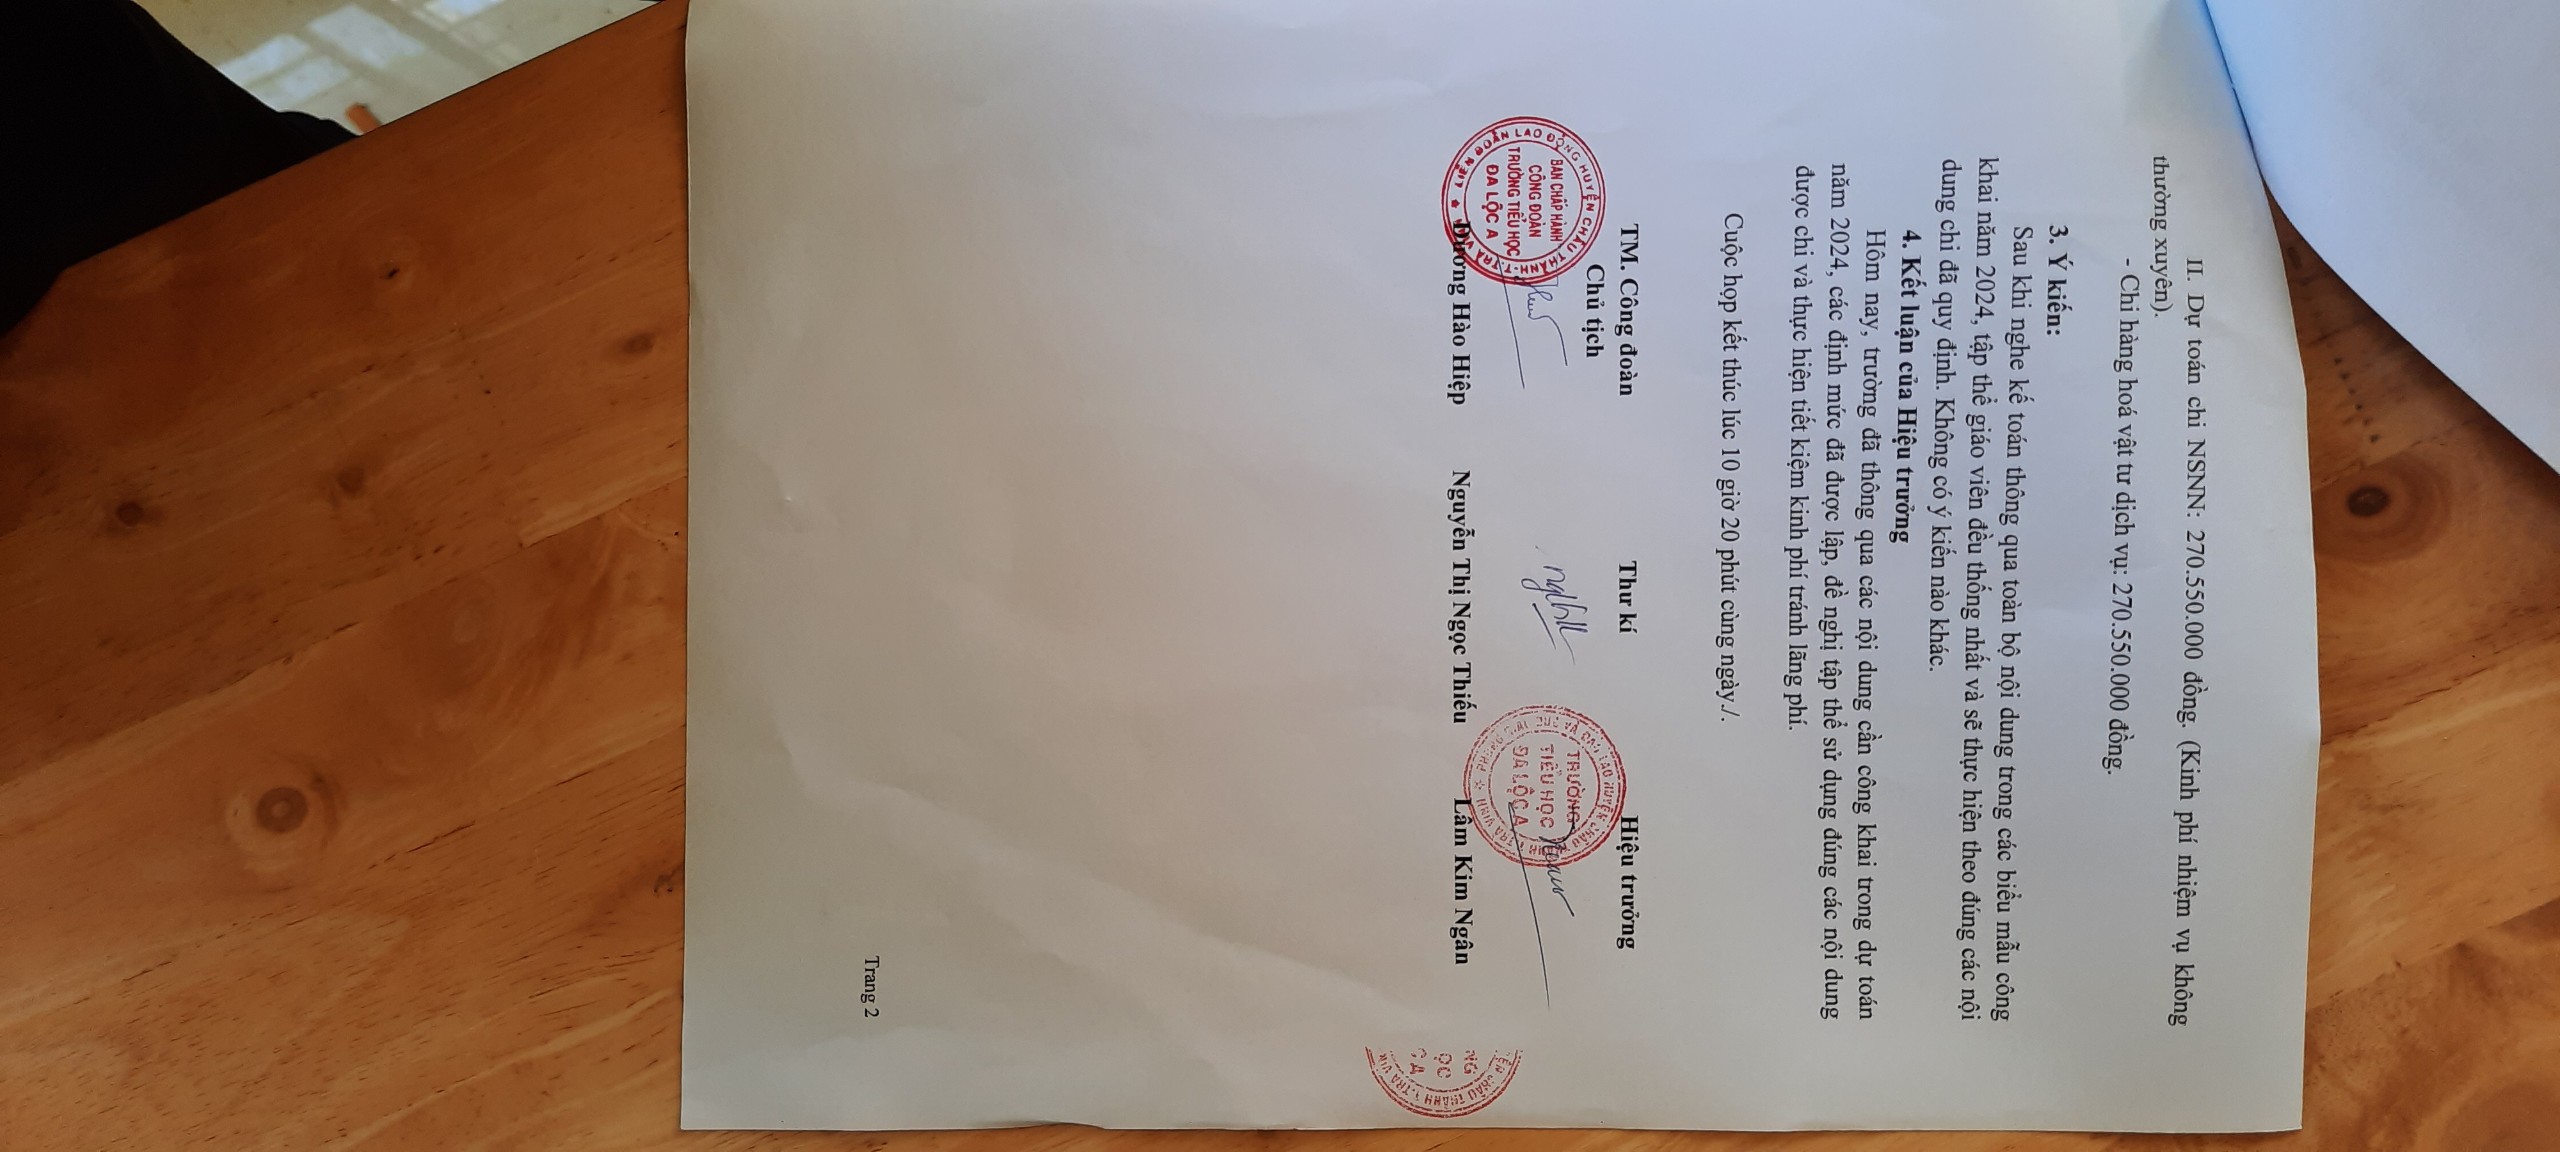 II. Dự toán chi NSNN: 270.550.000 đồng. (Kinh phí nhiệm vụ không
thường xuyên).
- Chi hàng hoá vật tư dịch vụ: 270.550.000 đồng.
3. Ý kiến:
Sau khi nghe kế toán thông qua toàn bộ nội dung trong các biểu mẫu công
khai năm 2024, tập thể giáo viên đều thống nhất và sẽ thực hiện theo đúng các nội
dung chi đã quy định. Không có ý kiến nào khác.
4. Kết luận của Hiệu trưởng
Hôm nay, trường đã thông qua các nội dung cần công khai trong dự toán
năm 2024, các định mức đã được lập, đề nghị tập thể sử dụng đúng các nội dung
được chi và thực hiện tiết kiệm kinh phí tránh lãng phí.
Cuộc họp kết thúc lúc 10 giờ 20 phút cùng ngày./.
TM. Công đoàn
Chủ tịch
LAO ĐỘNG HUYỆN CHÂU THÀNH
BAN CHẤP HÀNH
CÔNG ĐOÀN
TRƯỜNG TIỂU HỌC
ĐA LỘC A
Dương Hào Hiệp
Thư kí
Nguyễn Thị Ngọc Thiếu
Hiệu trưởng
TRƯỜNG
TIỂU HỌC
ĐA LỘC A
Lâm Kim Ngân
NG
ỌC
C A
Trang 2